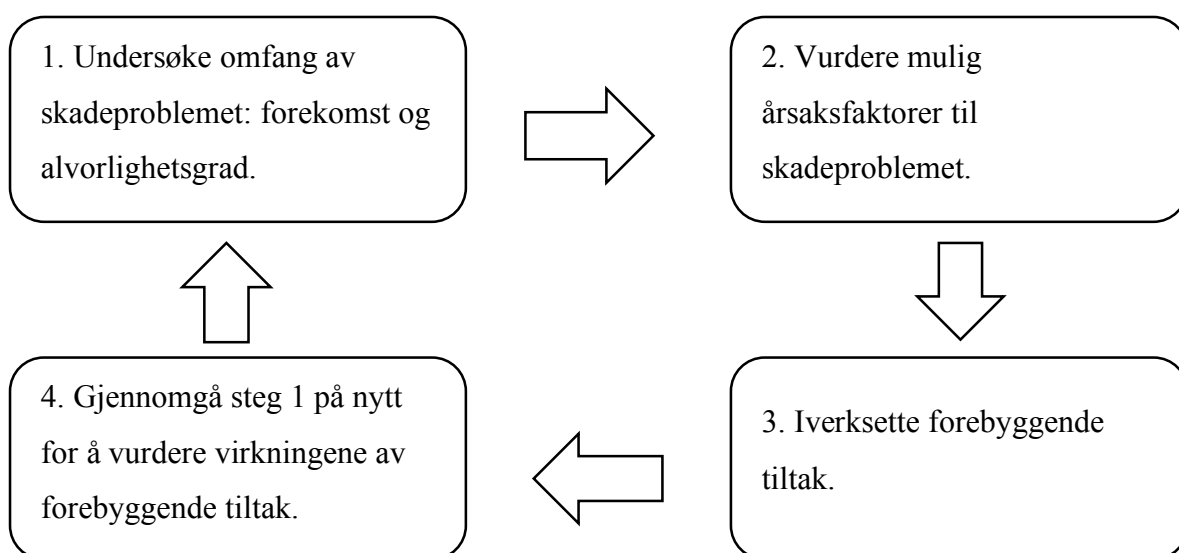 1. Undersøke omfang av
skadeproblemet: forekomst og
alvorlighetsgrad.
2. Vurdere mulig
årsaksfaktorer til
skadeproblemet.
3. Iverksette forebyggende
tiltak.
4. Gjennomgå steg 1 på nytt
for å vurdere virkningene av
forebyggende tiltak.